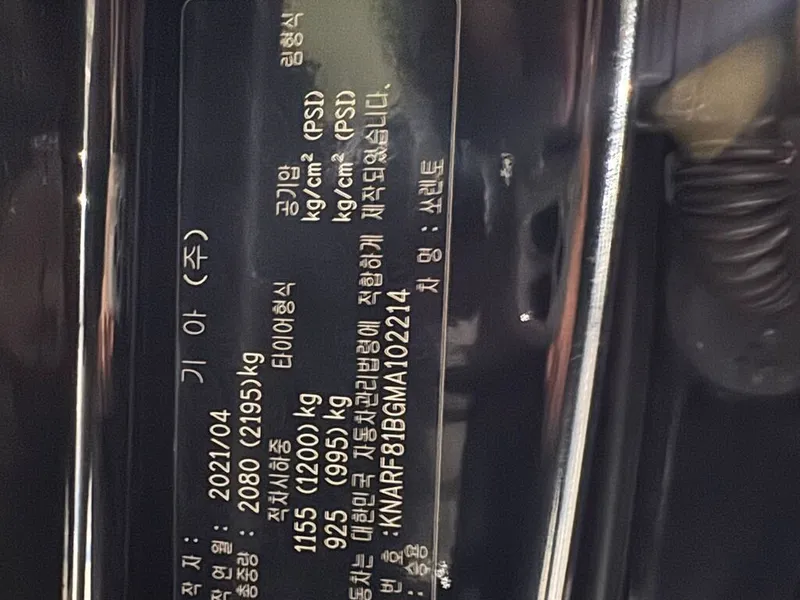 작 자 : 기 아 (주)
작 연 월 : 2021/04
총중량 : 2080 (2195)kg
적차시하중 타이어형식 공기압 림형식
1155 (1200)kg kg/cm² (PSI)
925 (995)kg kg/cm² (PSI)
동차는 대한민국 자동차관리법령에 적합하게 제작되었습니다.
번 호 :KNARF81BGMA102214
: 승용 차 명 : 쏘렌토